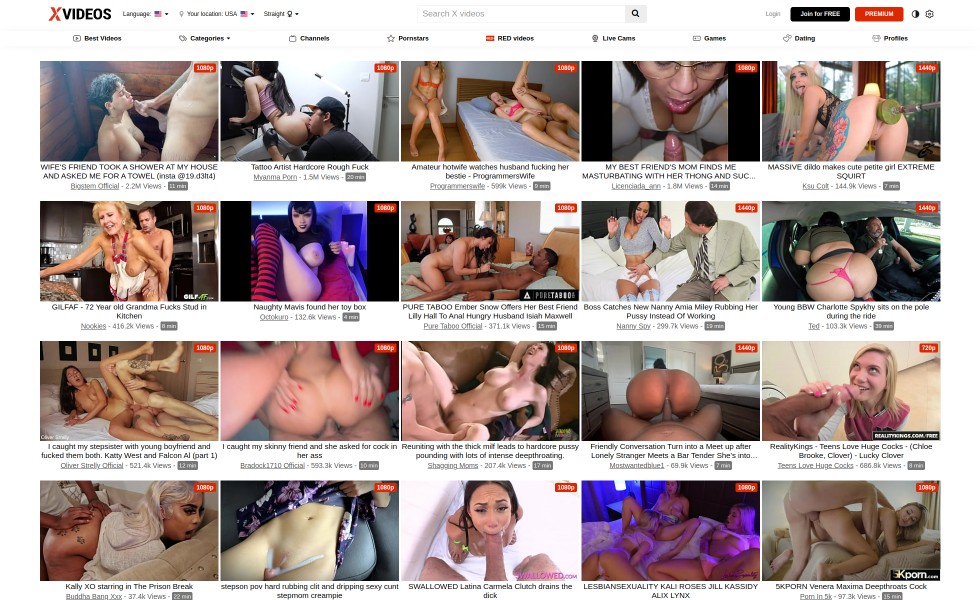 XVIDEOS
Language:
Your location: USA
Straight
Search X videos
Login
Join for FREE
PREMIUM
Best Videos
Categories
Channels
Pornstars
RED videos
Live Cams
Games
Dating
Profiles
1080p
WIFE'S FRIEND TOOK A SHOWER AT MY HOUSE
AND ASKED ME FOR A TOWEL (insta @19.d3lt4)
Bigstem Official - 2.2M Views - 11 min
1080p
Tattoo Artist Hardcore Rough Fuck
Myanma Porn - 1.5M Views - 20 min
1080p
Amateur hotwife watches husband fucking her
bestie - ProgrammersWife
Programmerswife - 599k Views - 9 min
1080p
MY BEST FRIEND'S MOM FINDS ME
MASTURBATING WITH HER THONG AND SUC...
Licenciada_ann - 1.8M Views - 14 min
1440p
MASSIVE dildo makes cute petite girl EXTREME
SQUIRT
Ksu Colt - 144.9k Views - 7 min
1080p
GILFAF
GILFAF - 72 Year old Grandma Fucks Stud in
Kitchen
Nookies - 416.2k Views - 8 min
1080p
Naughty Mavis found her toy box
Octokuro - 132.6k Views - 4 min
1080p
PURETABOO
PURE TABOO Ember Snow Offers Her Best Friend
Lilly Hall To Anal Hungry Husband Isiah Maxwell
Pure Taboo Official - 371.1k Views - 15 min
1440p
Boss Catches New Nanny Amia Miley Rubbing Her
Pussy Instead Of Working
Nanny Spy - 299.7k Views - 19 min
1440p
Young BBW Charlotte Spykhy sits on the pole
during the ride
Ted - 103.3k Views - 39 min
1080p
Oliver Strelly
I caught my stepsister with young boyfriend and
fucked them both. Katty West and Falcon Al (part 1)
Oliver Strelly Official - 521.4k Views - 12 min
1080p
I caught my skinny friend and she asked for cock in
her ass
Bradock1710 Official - 593.3k Views - 10 min
1080p
Reuniting with the thick milf leads to hardcore pussy
pounding with lots of intense deepthroating.
Shagging Moms - 207.4k Views - 17 min
1440p
Friendly Conversation Turn into a Meet up after
Lonely Stranger Meets a Bar Tender She's into...
Mostwantedblue1 - 69.9k Views - 7 min
720p
REALITYKINGS.COM/FREE
RealityKings - Teens Love Huge Cocks - (Chloe
Brooke, Clover) - Lucky Clover
Teens Love Huge Cocks - 686.8k Views - 8 min
1080p
Kally XO starring in The Prison Break
Buddha Bang Xxx - 37.4k Views - 22 min
stepson pov hard rubbing clit and dripping sexy cunt
stepmom creampie
1080p
SWALLOWED.COM
SWALLOWED Latina Carmela Clutch drains the
dick
1080p
LESBIANSEXUALITY KALI ROSES JILL KASSIDY
ALIX LYNX
1080p
5Kporn.com
5KPORN Venera Maxima Deepthroats Cock
Porn In 5k - 97.3k Views - 15 min